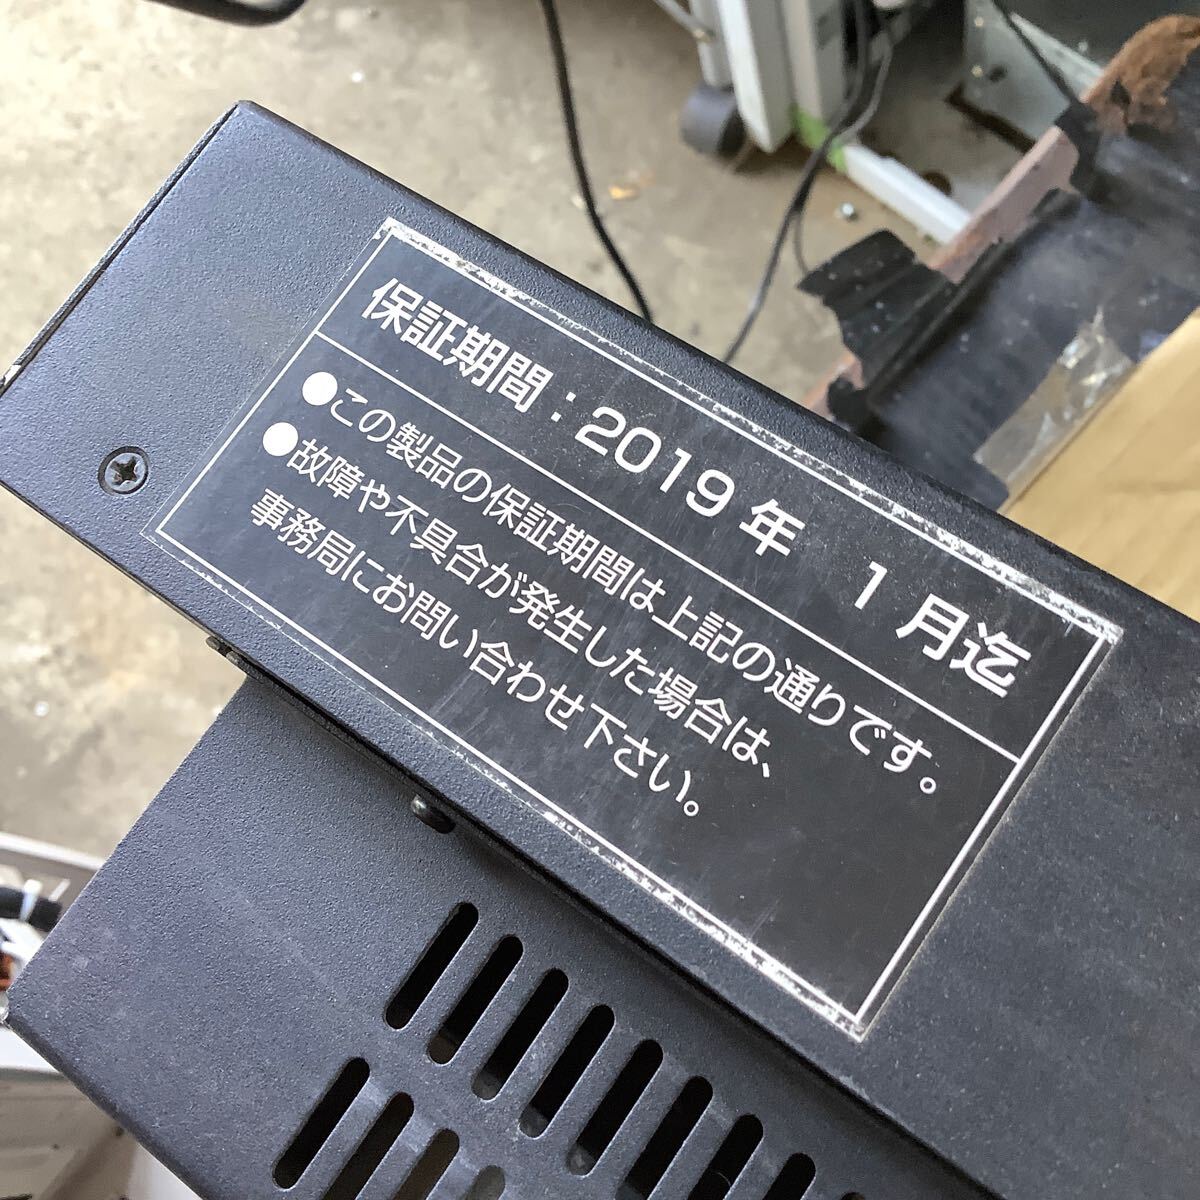 保証期間：2019年 1月迄
●この製品の保証期間は上記の通りです。
●故障や不具合が発生した場合は、
事務局にお問い合わせ下さい。